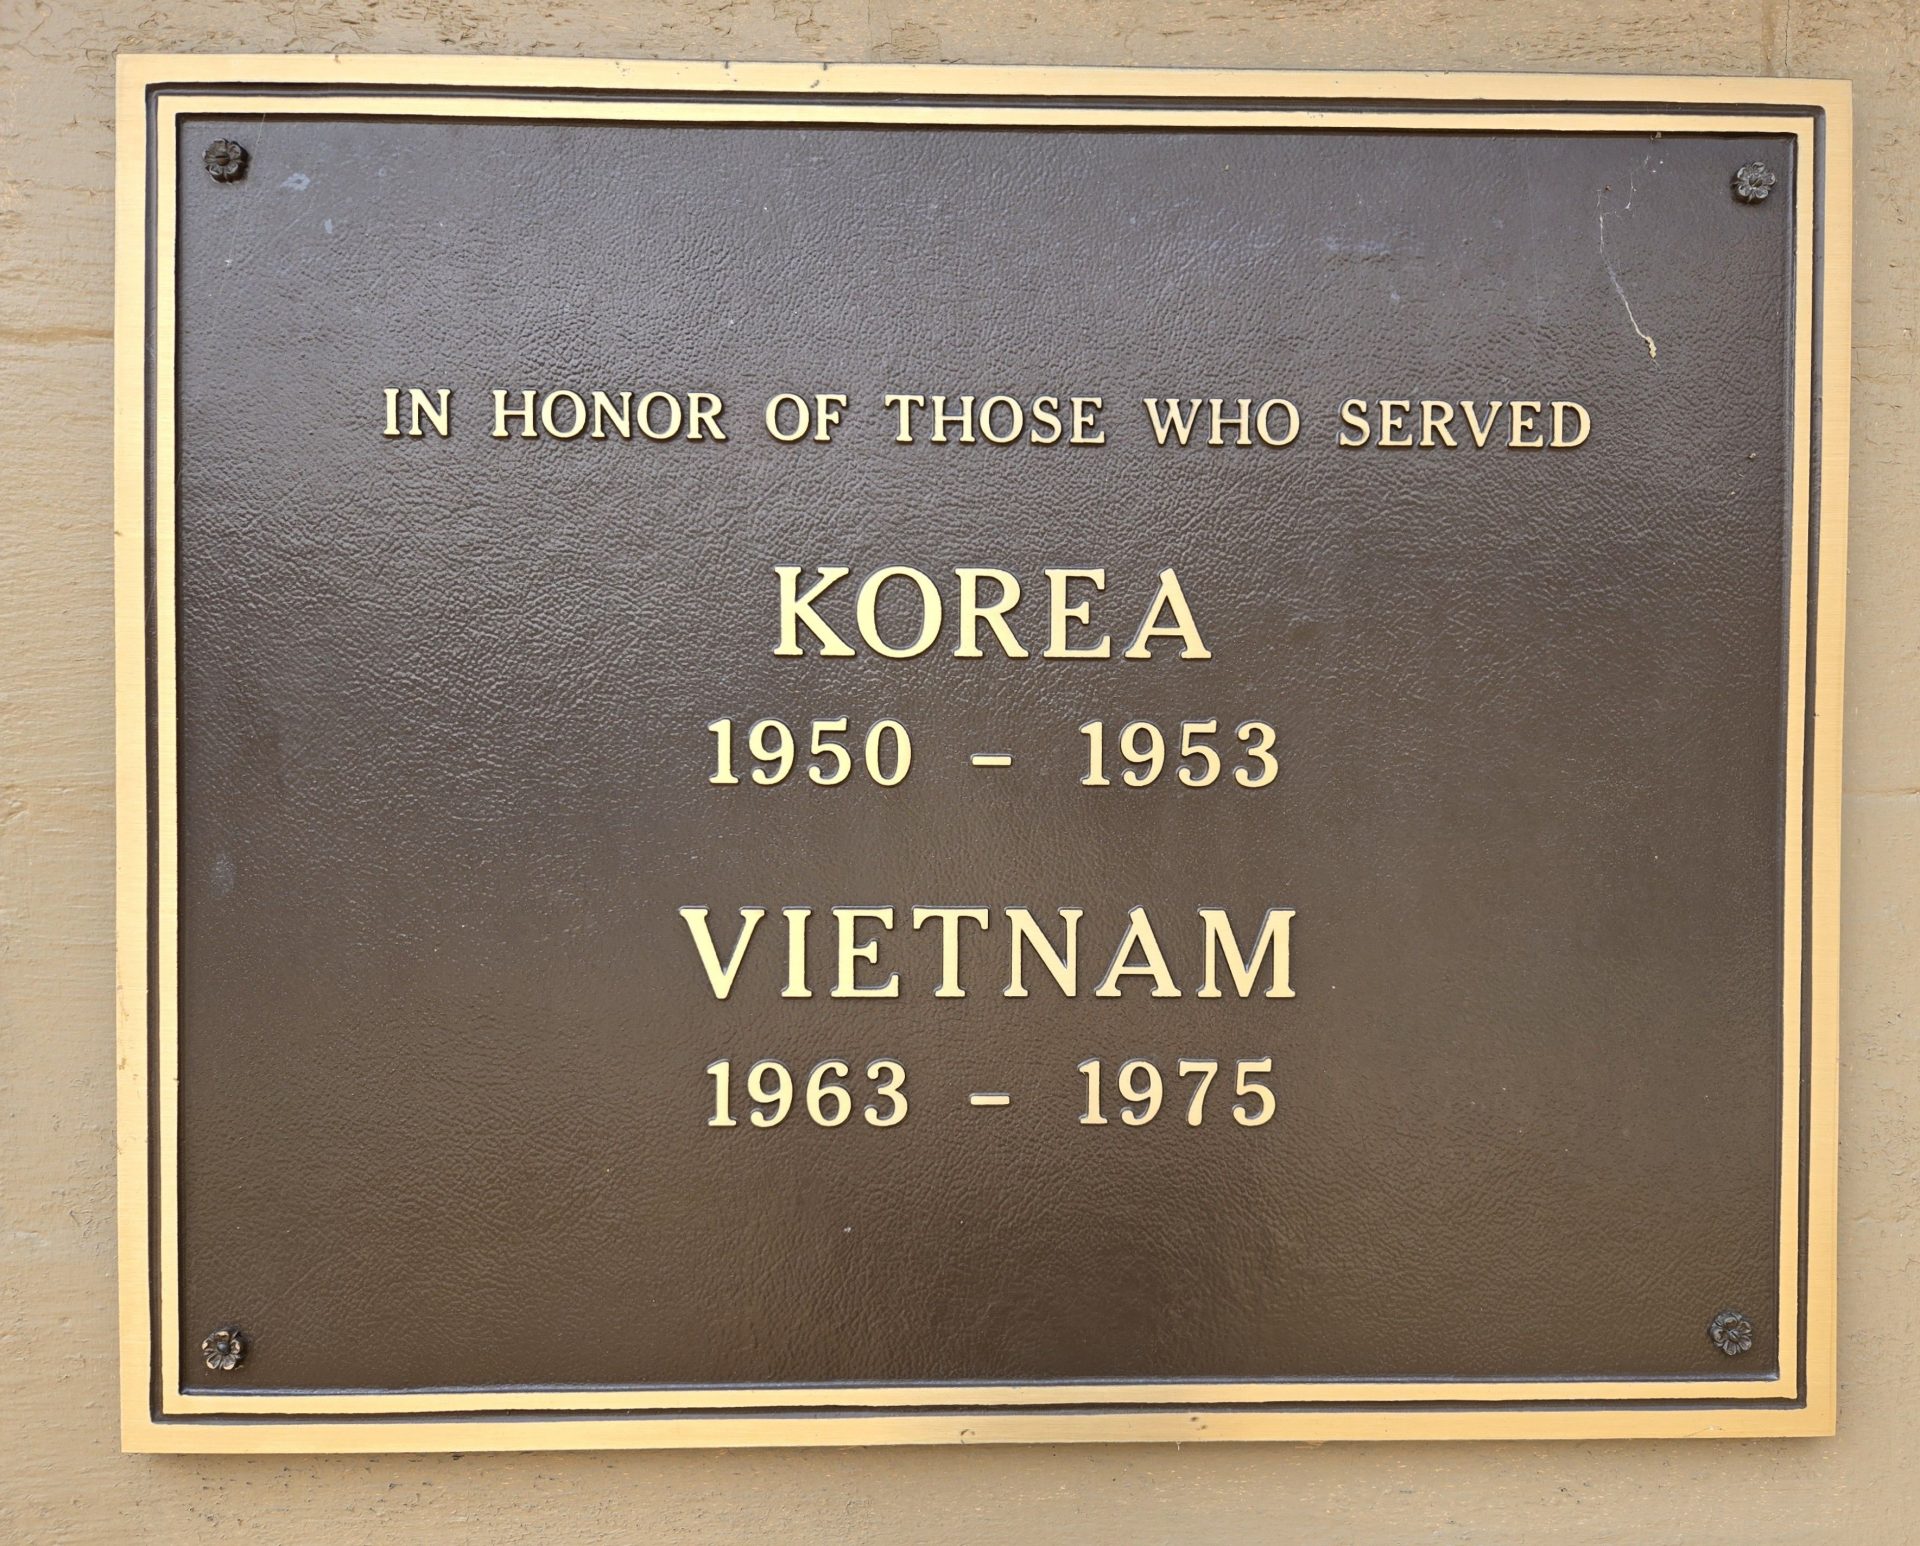 IN HONOR OF THOSE WHO SERVED
KOREA
1950 – 1953
VIETNAM
1963 – 1975